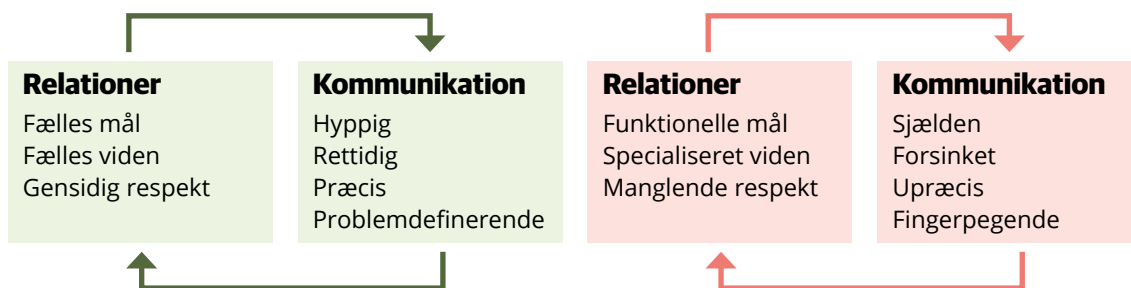 Relationer
Fælles mål
Fælles viden
Gensidig respekt
Kommunikation
Hyppig
Rettidig
Præcis
Problemdefinerende
Relationer
Funktionelle mål
Specialiseret viden
Manglende respekt
Kommunikation
Sjælden
Forsinket
Upræcis
Fingerpegende